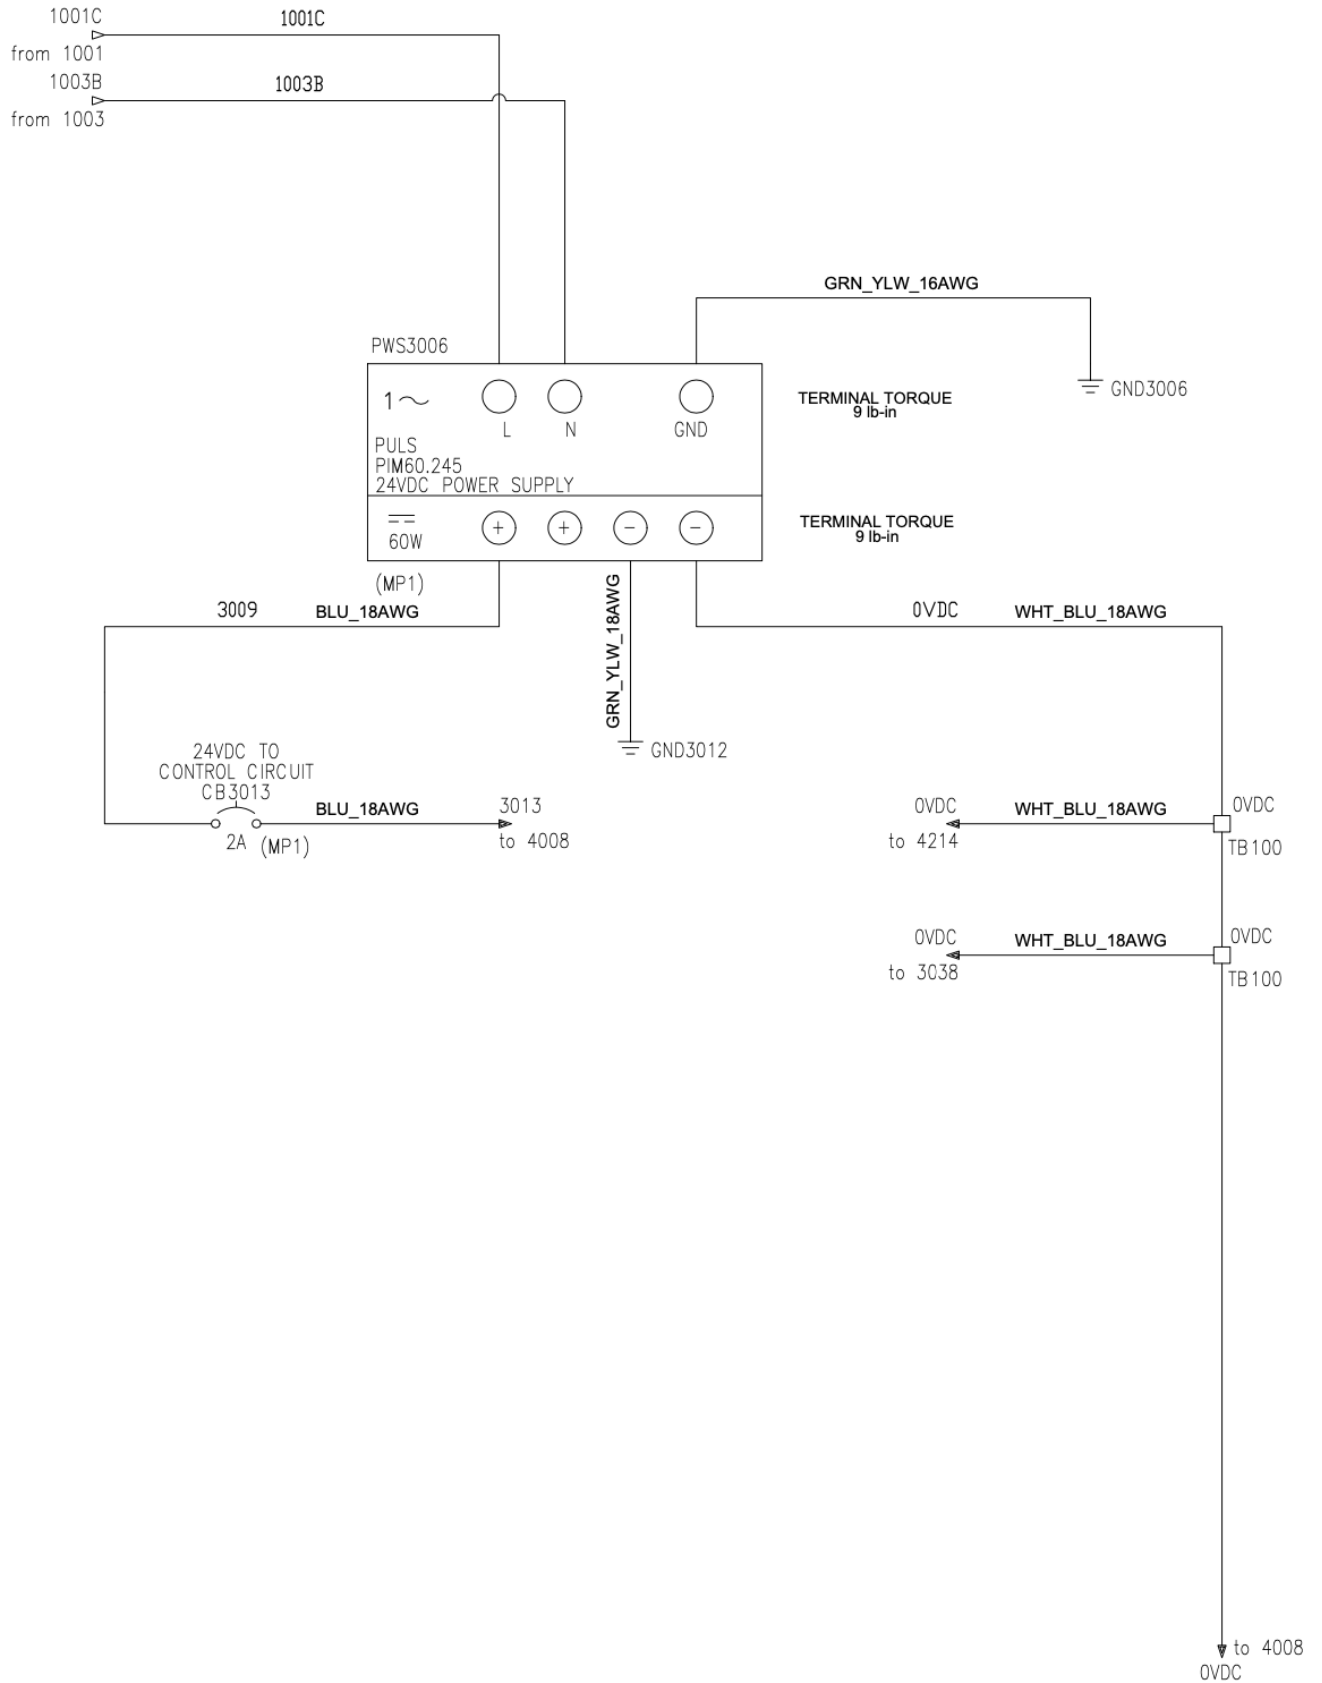 1001C
1001C
from 1001
1003B
1003B
from 1003
GRN_YLW_16AWG
PWS3006
GND3006
1
TERMINAL TORQUE
9 lb-in
L
N
GND
PULS
PIM60.245
24VDC POWER SUPPLY
+
+
−
−
60W
TERMINAL TORQUE
9 lb-in
(MP1)
3009
BLU_18AWG
GRN_YLW_18AWG
0VDC
WHT_BLU_18AWG
GND3012
24VDC TO
CONTROL CIRCUIT
CB3013
2A
(MP1)
BLU_18AWG
3013
to 4008
0VDC
to 4214
WHT_BLU_18AWG
0VDC
TB100
0VDC
to 3038
WHT_BLU_18AWG
0VDC
TB100
to 4008
0VDC